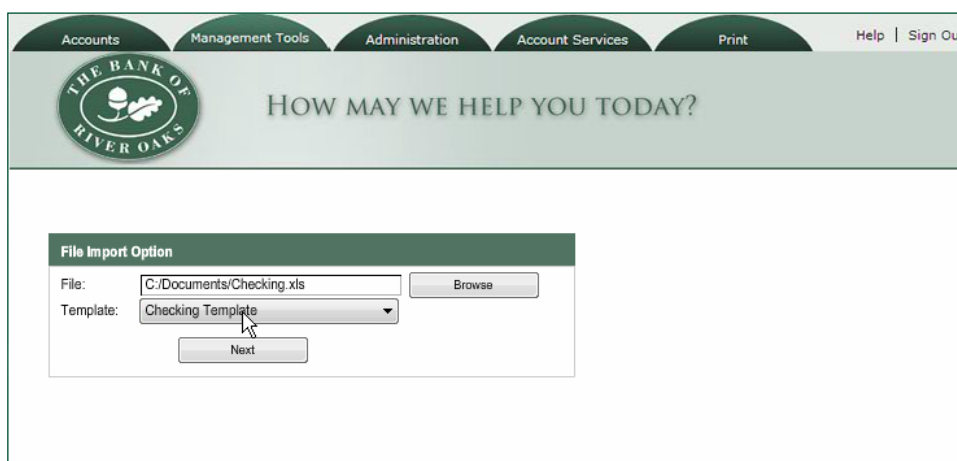 Accounts
Management Tools
Administration
Account Services
Print
Help | Sign Ou
THE BANK OF
RIVER OAKS
HOW MAY WE HELP YOU TODAY?
File Import Option
File: C:/Documents/Checking.xls Browse
Template: Checking Template
Next